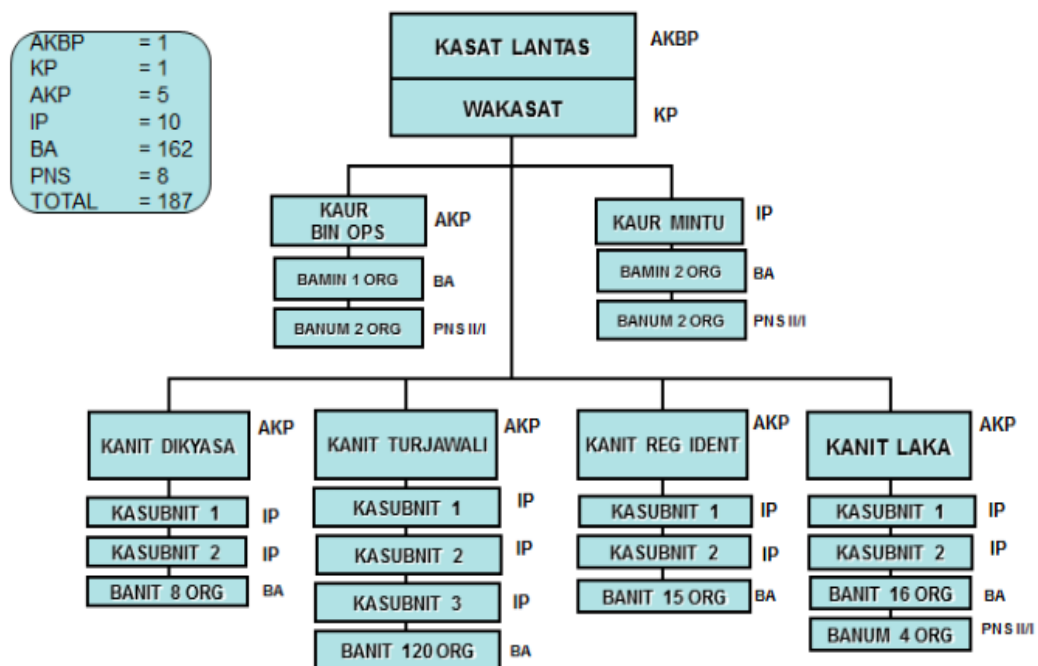 AKBP = 1
KP = 1
AKP = 5
IP = 10
BA = 162
PNS = 8
TOTAL = 187
KASAT LANTAS
AKBP
WAKASAT
KP
KAUR
BIN OPS
AKP
BAMIN 1 ORG
BA
BANUM 2 ORG
PNS II/I
KAUR MINTU
IP
BAMIN 2 ORG
BA
BANUM 2 ORG
PNS II/I
KANIT DIKYASA
AKP
KASUBNIT 1
IP
KASUBNIT 2
IP
BANIT 8 ORG
BA
KANIT TURJAWALI
AKP
KASUBNIT 1
IP
KASUBNIT 2
IP
KASUBNIT 3
IP
BANIT 120 ORG
BA
KANIT REG IDENT
AKP
KASUBNIT 1
IP
KASUBNIT 2
IP
BANIT 15 ORG
BA
KANIT LAKA
AKP
KASUBNIT 1
IP
KASUBNIT 2
IP
BANIT 16 ORG
BA
BANUM 4 ORG
PNS II/I